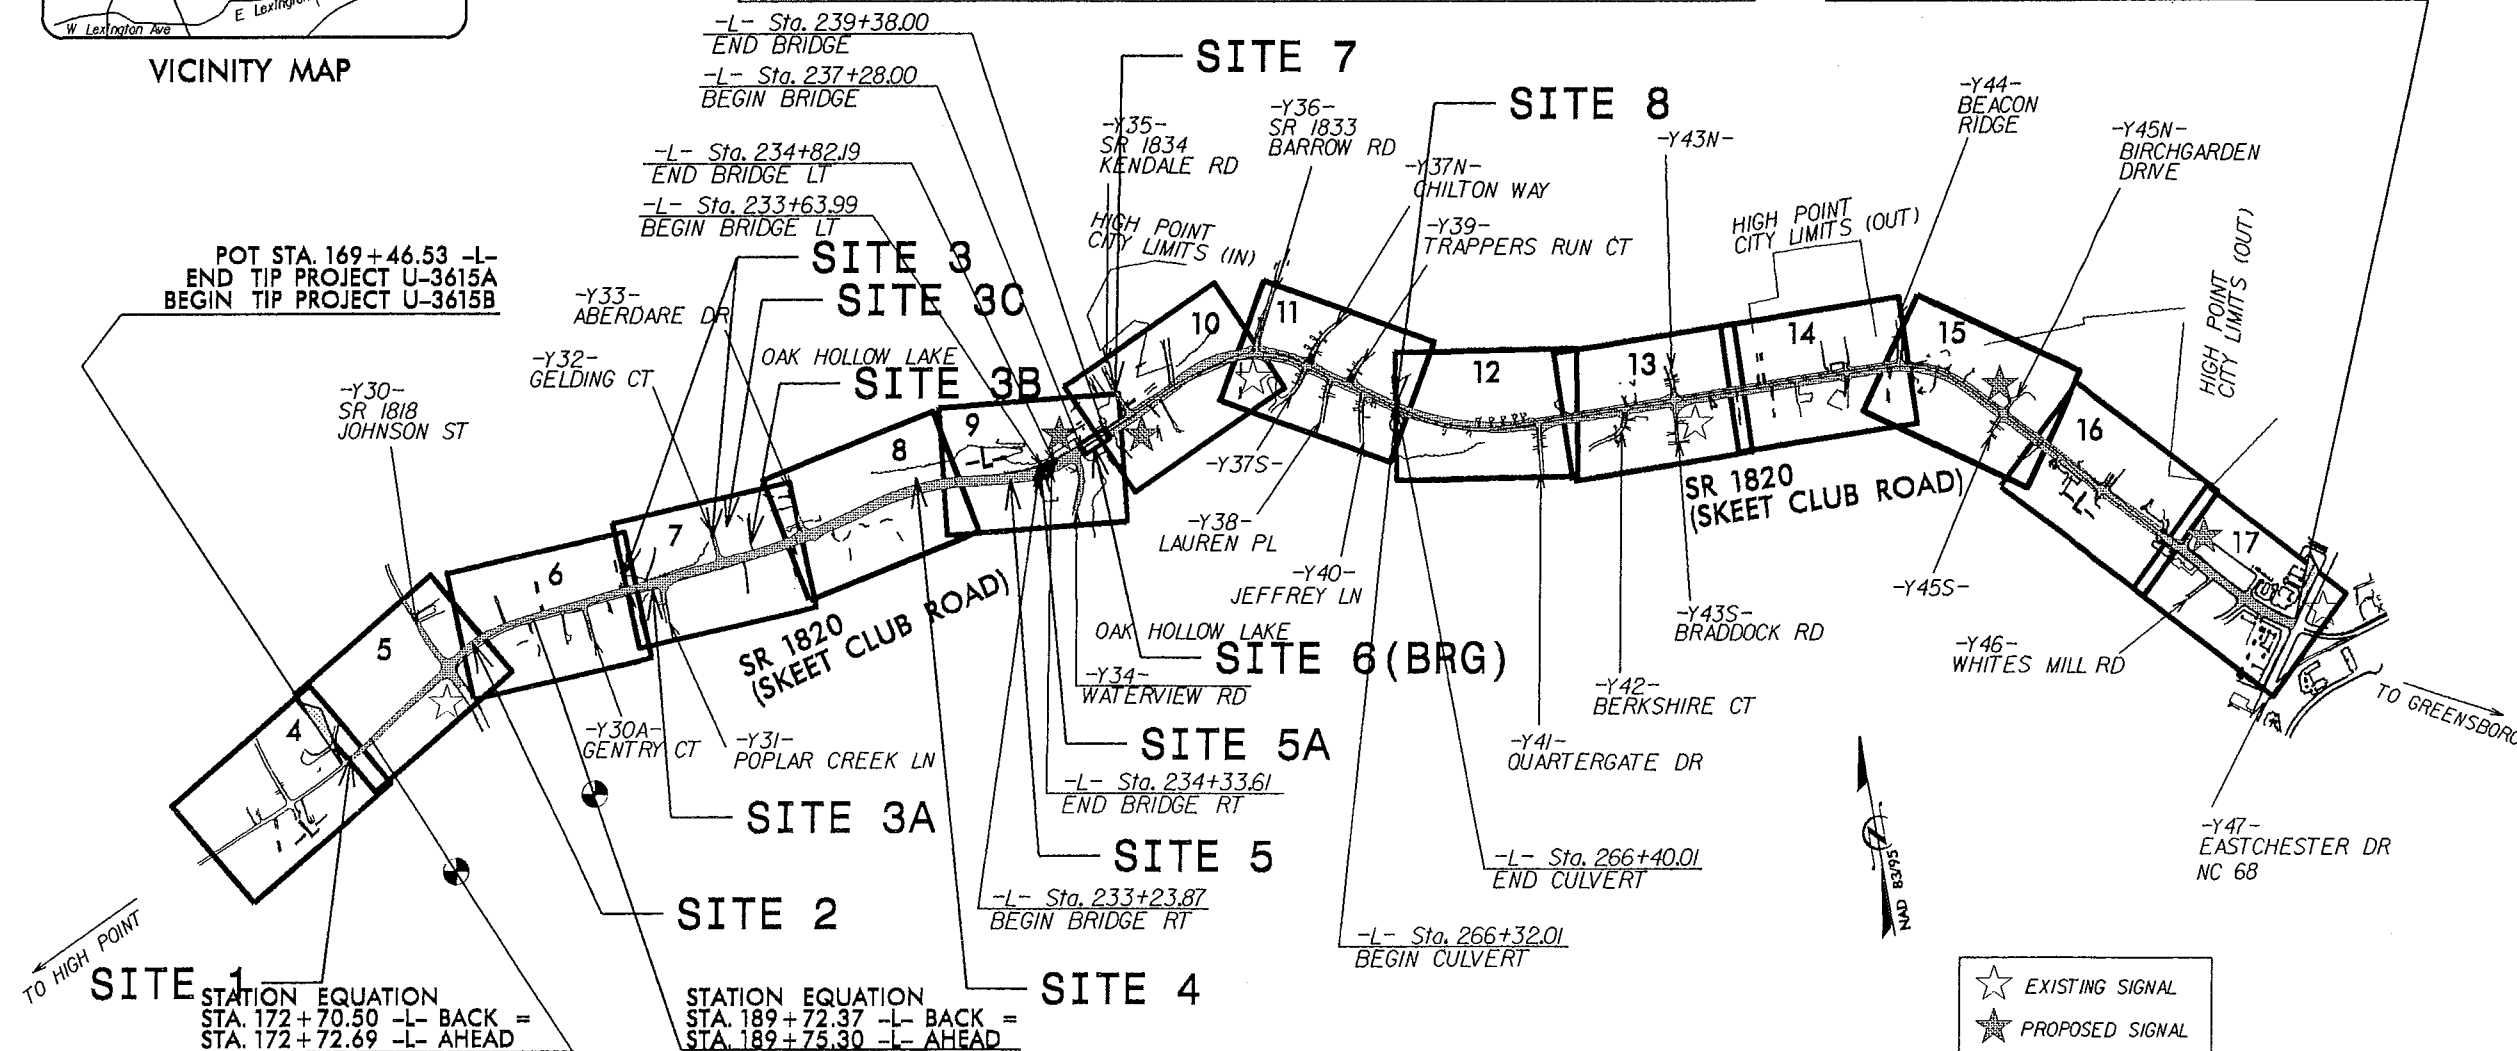 E Lexington
W Lexington Ave
VICINITY MAP
-L- Sta. 239+38.00
END BRIDGE
-L- Sta. 237+28.00
BEGIN BRIDGE
-L- Sta. 234+82.19
END BRIDGE LT
-L- Sta. 233+63.99
BEGIN BRIDGE LT
SITE 7
-Y35-
SR 1834
KENDALE RD
-Y36-
SR 1833
BARROW RD
SITE 8
-Y37N-
CHILTON WAY
-Y39-
TRAPPERS RUN CT
-Y43N-
-Y44-
BEACON
RIDGE
-Y45N-
BIRCHGARDEN
DRIVE
HIGH POINT
CITY LIMITS (IN)
HIGH POINT
CITY LIMITS (OUT)
HIGH POINT
CITY LIMITS (OUT)
POT STA. 169+46.53 -L-
END TIP PROJECT U-3615A
BEGIN TIP PROJECT U-3615B
SITE 3
SITE 3C
-Y33-
ABERDARE DR
OAK HOLLOW LAKE
SITE 3B
-Y32-
GELDING CT
-Y30-
SR 1818
JOHNSON ST
4
5
6
7
8
9
10
11
12
13
14
15
16
17
-L-
-L-
-L-
SR 1820
(SKEET CLUB ROAD)
SR 1820
(SKEET CLUB ROAD)
-Y37S-
-Y38-
LAUREN PL
-Y40-
JEFFREY LN
OAK HOLLOW LAKE
SITE 6(BRG)
-Y34-
WATERVIEW RD
-Y30A-
GENTRY CT
-Y31-
POPLAR CREEK LN
SITE 5A
-L- Sta. 234+33.61
END BRIDGE RT
SITE 3A
SITE 5
-L- Sta. 233+23.87
BEGIN BRIDGE RT
SITE 2
SITE 4
SITE 1
TO HIGH POINT
STATION EQUATION
STA. 172+70.50 -L- BACK =
STA. 172+72.69 -L- AHEAD
STATION EQUATION
STA. 189+72.37 -L- BACK =
STA. 189+75.30 -L- AHEAD
-Y41-
QUARTERGATE DR
-Y42-
BERKSHIRE CT
-Y43S-
BRADDOCK RD
-Y45S-
-Y46-
WHITES MILL RD
-L- Sta. 266+40.01
END CULVERT
-L- Sta. 266+32.01
BEGIN CULVERT
NAD 83/95
-Y47-
EASTCHESTER DR
NC 68
TO GREENSBORO
EXISTING SIGNAL
PROPOSED SIGNAL